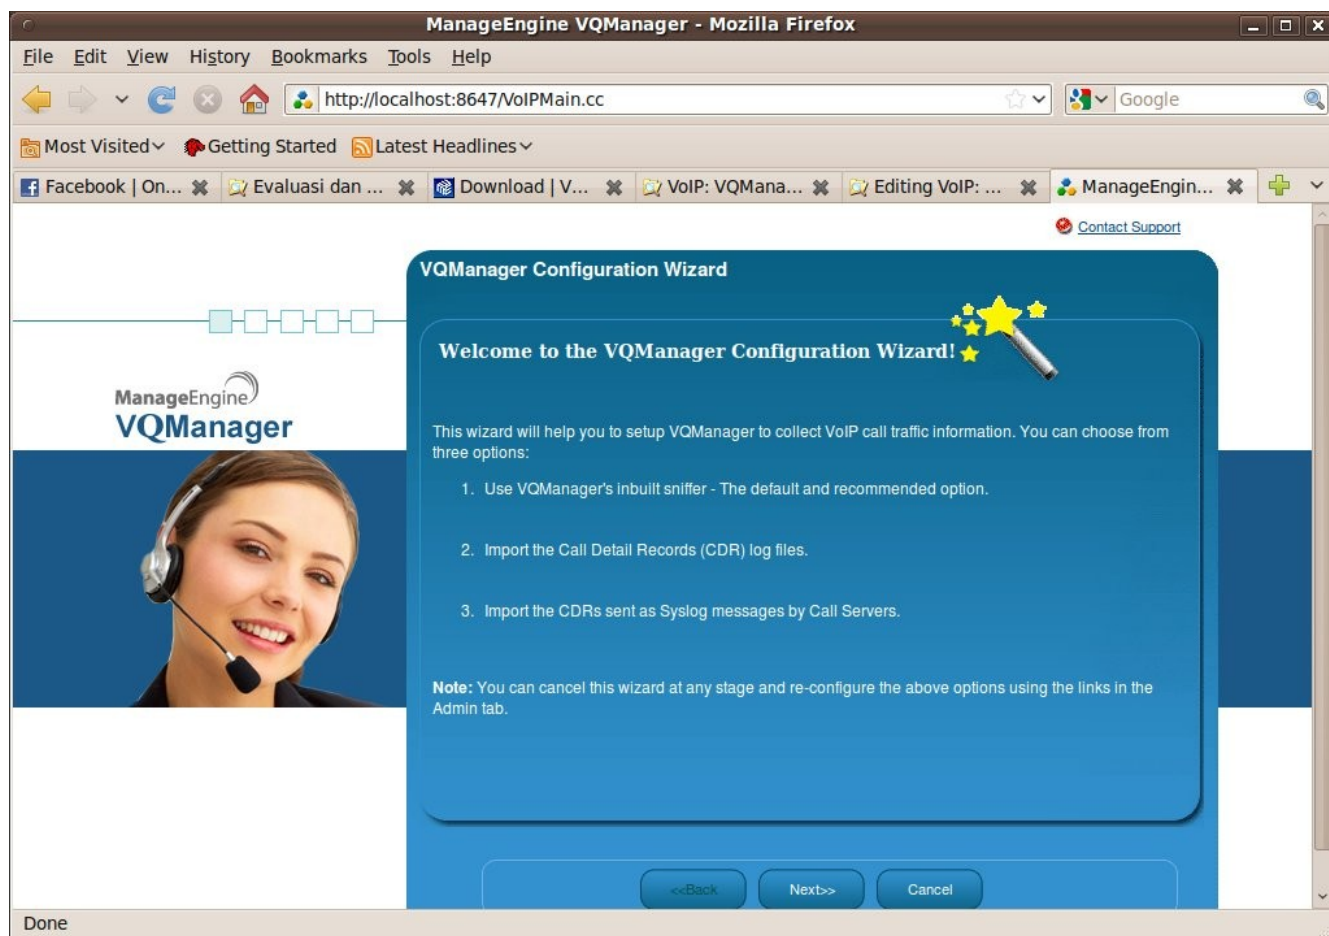 ManageEngine VQManager - Mozilla Firefox
File Edit View History Bookmarks Tools Help
http://localhost:8647/VoIPMain.cc
Google
Most Visited Getting Started Latest Headlines
Facebook | On... Evaluasi dan ... Download | V... VoIP: VQMana... Editing VoIP: ... ManageEngin...
Contact Support
VQManager Configuration Wizard
Welcome to the VQManager Configuration Wizard!
ManageEngine
VQManager
This wizard will help you to setup VQManager to collect VoIP call traffic information. You can choose from
three options:
1. Use VQManager's inbuilt sniffer - The default and recommended option.
2. Import the Call Detail Records (CDR) log files.
3. Import the CDRs sent as Syslog messages by Call Servers.
Note: You can cancel this wizard at any stage and re-configure the above options using the links in the
Admin tab.
<<Back Next>> Cancel
Done